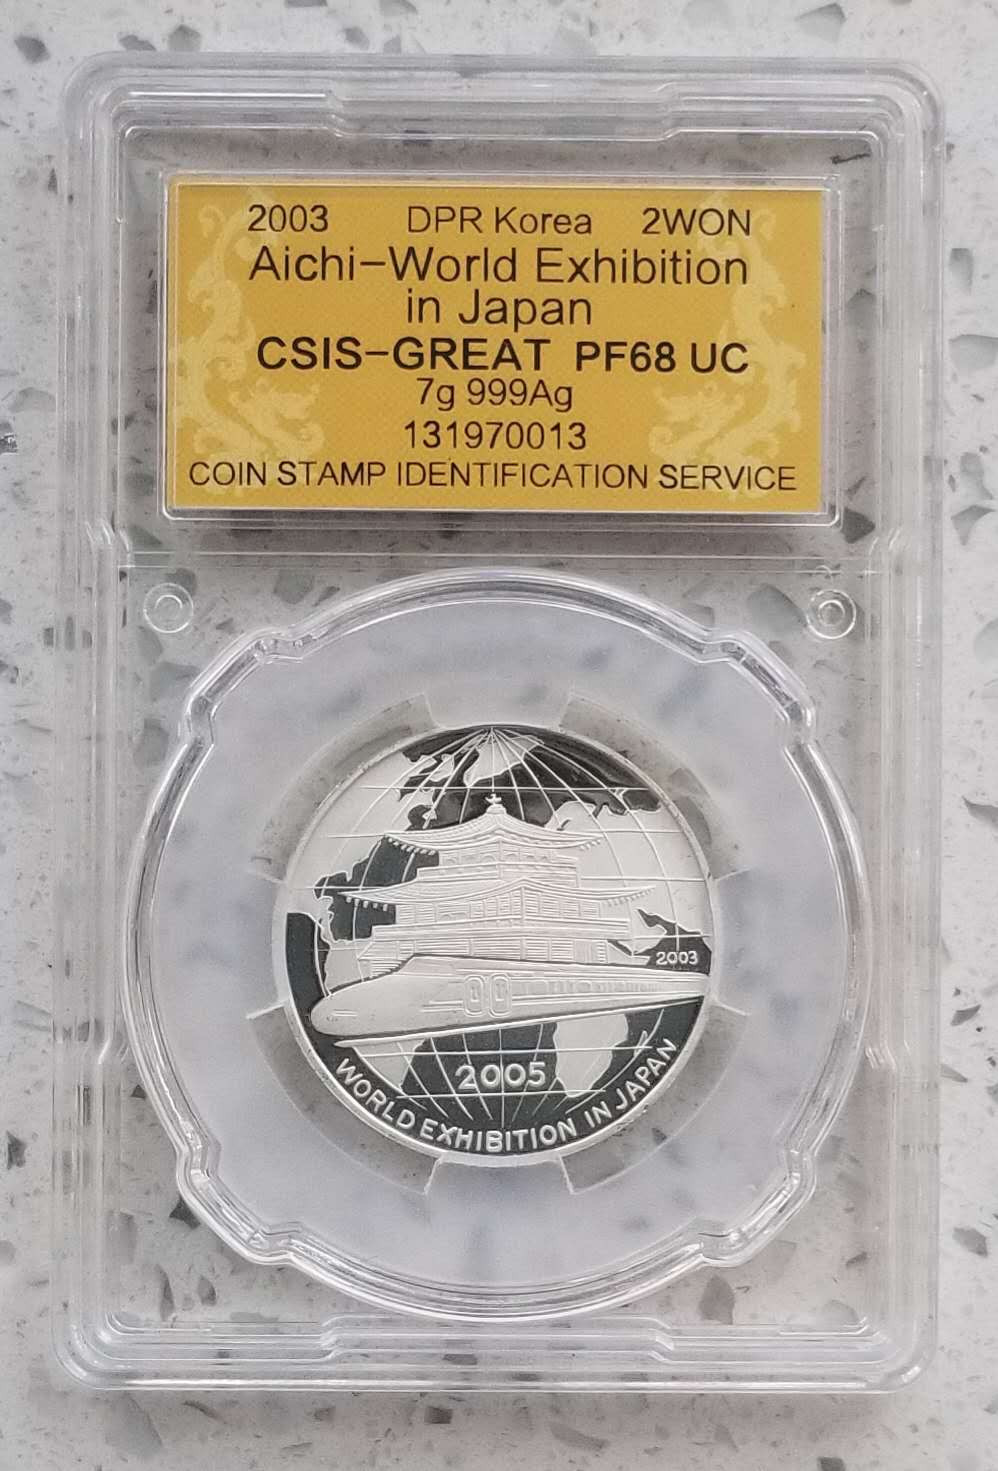 2003 DPR Korea 2WON
Aichi-World Exhibition
in Japan
CSIS-GREAT PF68 UC
7g 999Ag
131970013
COIN STAMP IDENTIFICATION SERVICE
2003
2005
WORLD EXHIBITION IN JAPAN